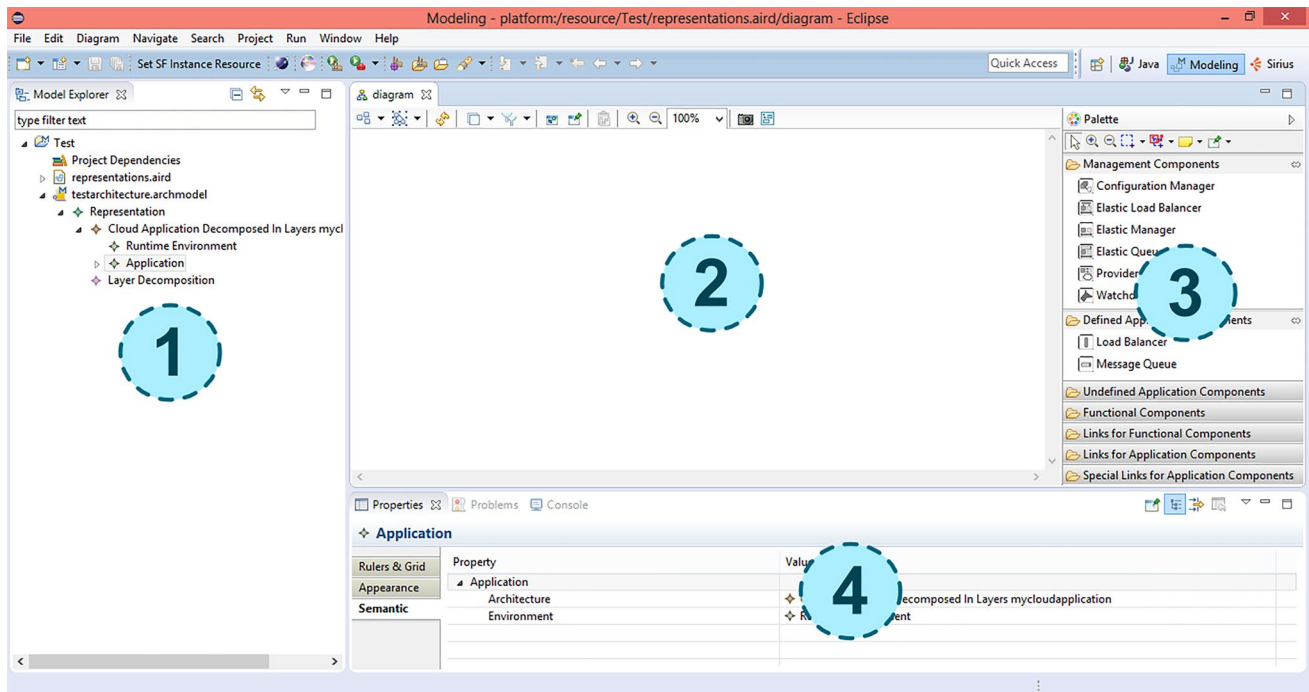 Modeling - platform:/resource/Test/representations.aird/diagram - Eclipse
File Edit Diagram Navigate Search Project Run Window Help
Set SF Instance Resource
Quick Access
Java
Modeling
Sirius
Model Explorer
type filter text
Test
Project Dependencies
representations.aird
testarchitecture.archmodel
Representation
Cloud Application Decomposed In Layers mycl
Runtime Environment
Application
Layer Decomposition
1
diagram
100%
2
Palette
Management Components
Configuration Manager
Elastic Load Balancer
Elastic Manager
Elastic
Provider
3
Defined
Load Balancer
Message Queue
Undefined Application Components
Functional Components
Links for Functional Components
Links for Application Components
Special Links for Application Components
Properties Problems Console
Application
Rulers & Grid
Appearance
Semantic
Property
Application
Architecture In Layers mycloudapplication
Environment
4